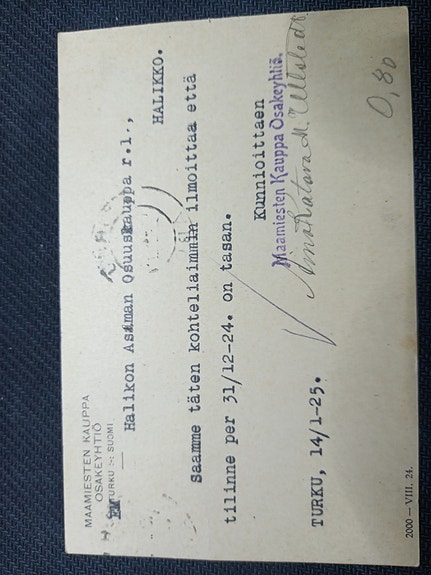 MAAMIESTEN KAUPPA
OSAKEYHTIÖ
TURKU :-: SUOMI
Halikon Aseman Osuuskauppa r.l.,
HALIKKO.
Saamme täten kohteliaimmin ilmoittaa että
tilinne per 31/12-24. on tasan.
Kunnioittaen
Maamiesten Kauppa Osakeyhtiö.
TURKU, 14/1-25.
0,80
2000 – VIII. 24.